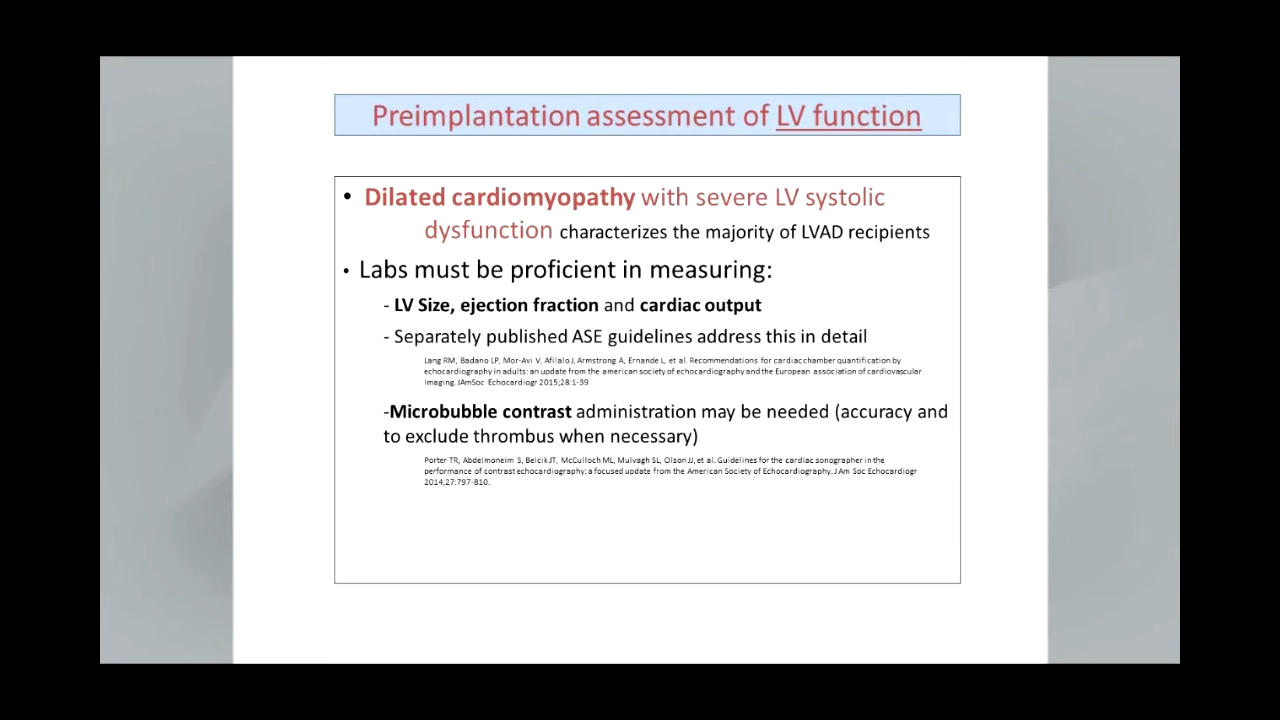 Preimplantation assessment of LV function
• Dilated cardiomyopathy with severe LV systolic
dysfunction characterizes the majority of LVAD recipients
• Labs must be proficient in measuring:
- LV Size, ejection fraction and cardiac output
- Separately published ASE guidelines address this in detail
Lang RM, Badano LP, Mor-Avi V, Afilalo J, Armstrong A, Ernande L, et al. Recommendations for cardiac chamber quantification by
echocardiography in adults: an update from the american society of echocardiography and the European association of cardiovascular
Imaging. JAmSoc Echocardiogr 2015;28:1-39
-Microbubble contrast administration may be needed (accuracy and
to exclude thrombus when necessary)
Porter TR, Abdelmoneim S, Belcik JT, McCulloch ML, Mulvagh SL, Olson JJ, et al. Guidelines for the cardiac sonographer in the
performance of contrast echocardiography: a focused update from the American Society of Echocardiography. J Am Soc Echocardiogr
2014;27:797-810.